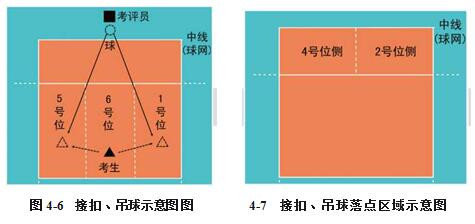 考评员
球
中线
(球网)
5号位
6号位
1号位
考生
图 4-6 接扣、吊球示意图图
中线
(球网)
4号位侧
2号位侧
4-7 接扣、吊球落点区域示意图